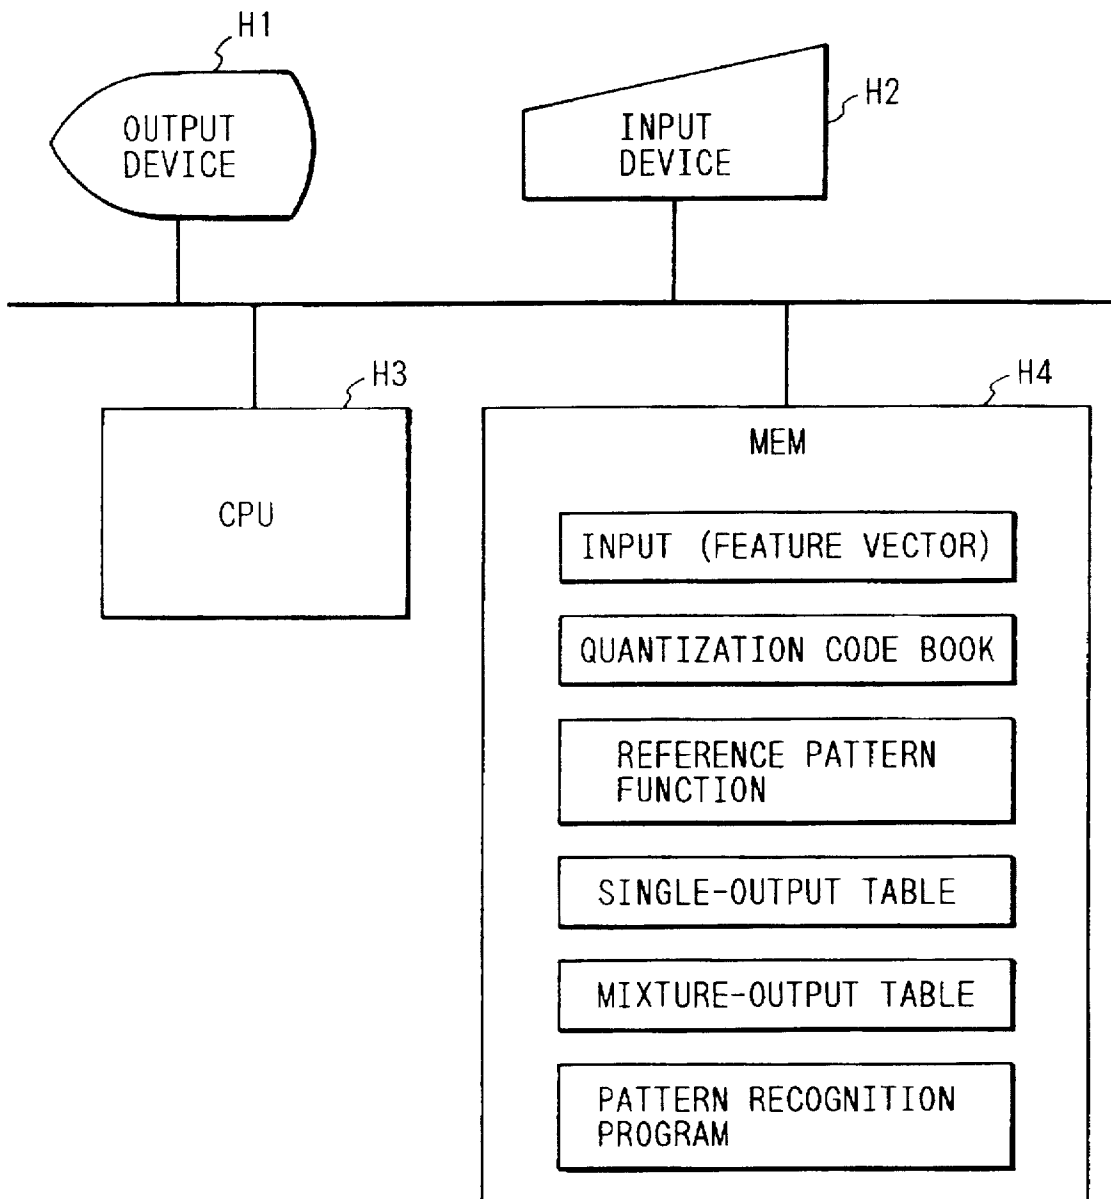 H1
OUTPUT
DEVICE
INPUT
DEVICE
H2
H3
CPU
H4
MEM
INPUT (FEATURE VECTOR)
QUANTIZATION CODE BOOK
REFERENCE PATTERN
FUNCTION
SINGLE-OUTPUT TABLE
MIXTURE-OUTPUT TABLE
PATTERN RECOGNITION
PROGRAM